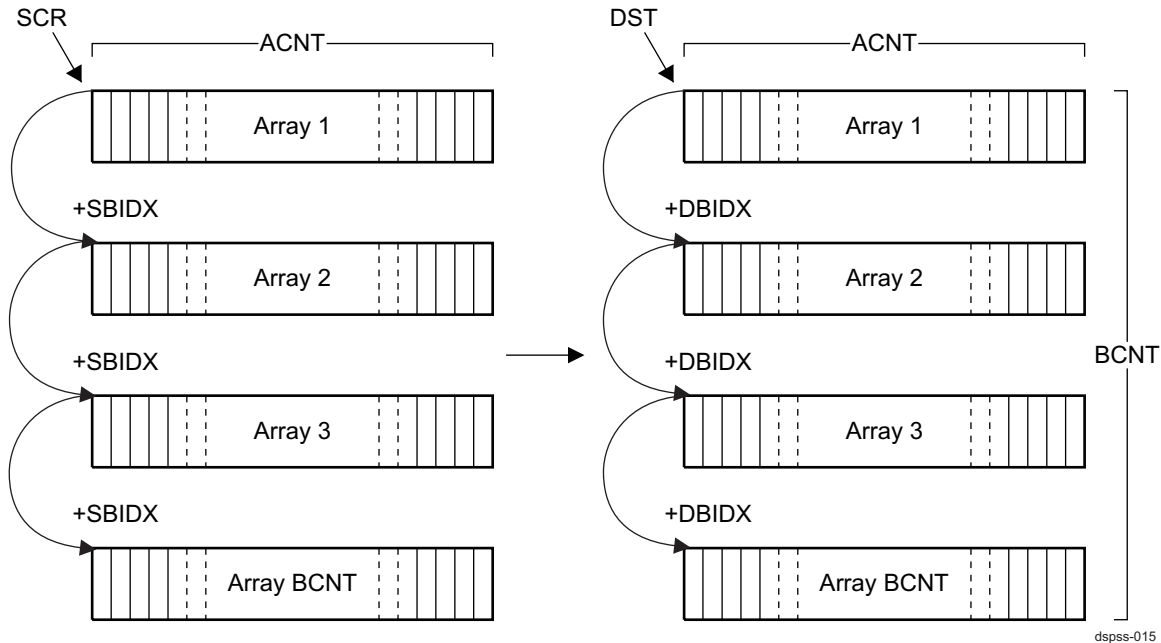 SCR
DST
ACNT
ACNT
Array 1
Array 1
+SBIDX
+DBIDX
Array 2
Array 2
+SBIDX
+DBIDX
BCNT
Array 3
Array 3
+SBIDX
+DBIDX
Array BCNT
Array BCNT
dspss-015